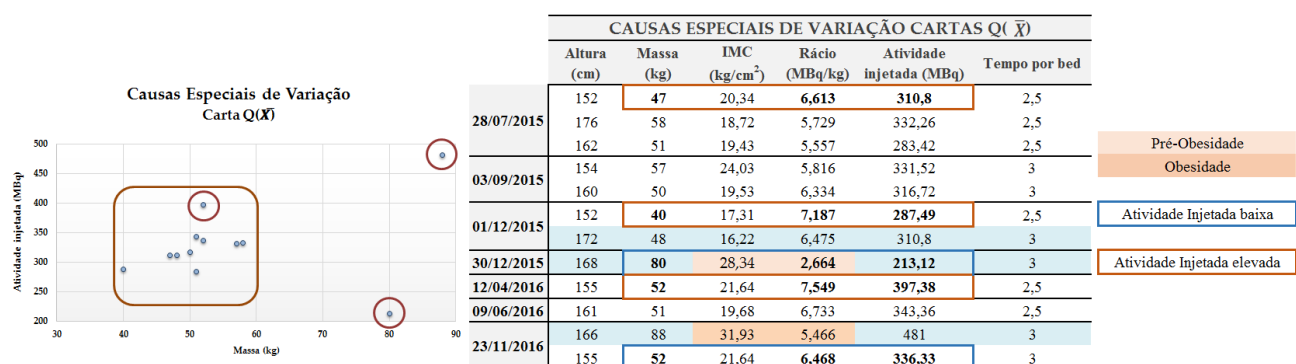 Causas Especiais de Variação
Carta Q(X̄)
Atividade injetada (MBq)
500
450
400
350
300
250
200
30 40 50 60 70 80 90
Massa (kg)
CAUSAS ESPECIAIS DE VARIAÇÃO CARTAS Q( X̄)
Altura (cm) Massa (kg) IMC (kg/cm²) Rácio (MBq/kg) Atividade injetada (MBq) Tempo por bed
28/07/2015 152 47 20,34 6,613 310,8 2,5
176 58 18,72 5,729 332,26 2,5
162 51 19,43 5,557 283,42 2,5
03/09/2015 154 57 24,03 5,816 331,52 3
160 50 19,53 6,334 316,72 3
01/12/2015 152 40 17,31 7,187 287,49 2,5
172 48 16,22 6,475 310,8 3
30/12/2015 168 80 28,34 2,664 213,12 3
12/04/2016 155 52 21,64 7,549 397,38 2,5
09/06/2016 161 51 19,68 6,733 343,36 2,5
23/11/2016 166 88 31,93 5,466 481 3
155 52 21,64 6,468 336,33 3
Pré-Obesidade
Obesidade
Atividade Injetada baixa
Atividade Injetada elevada